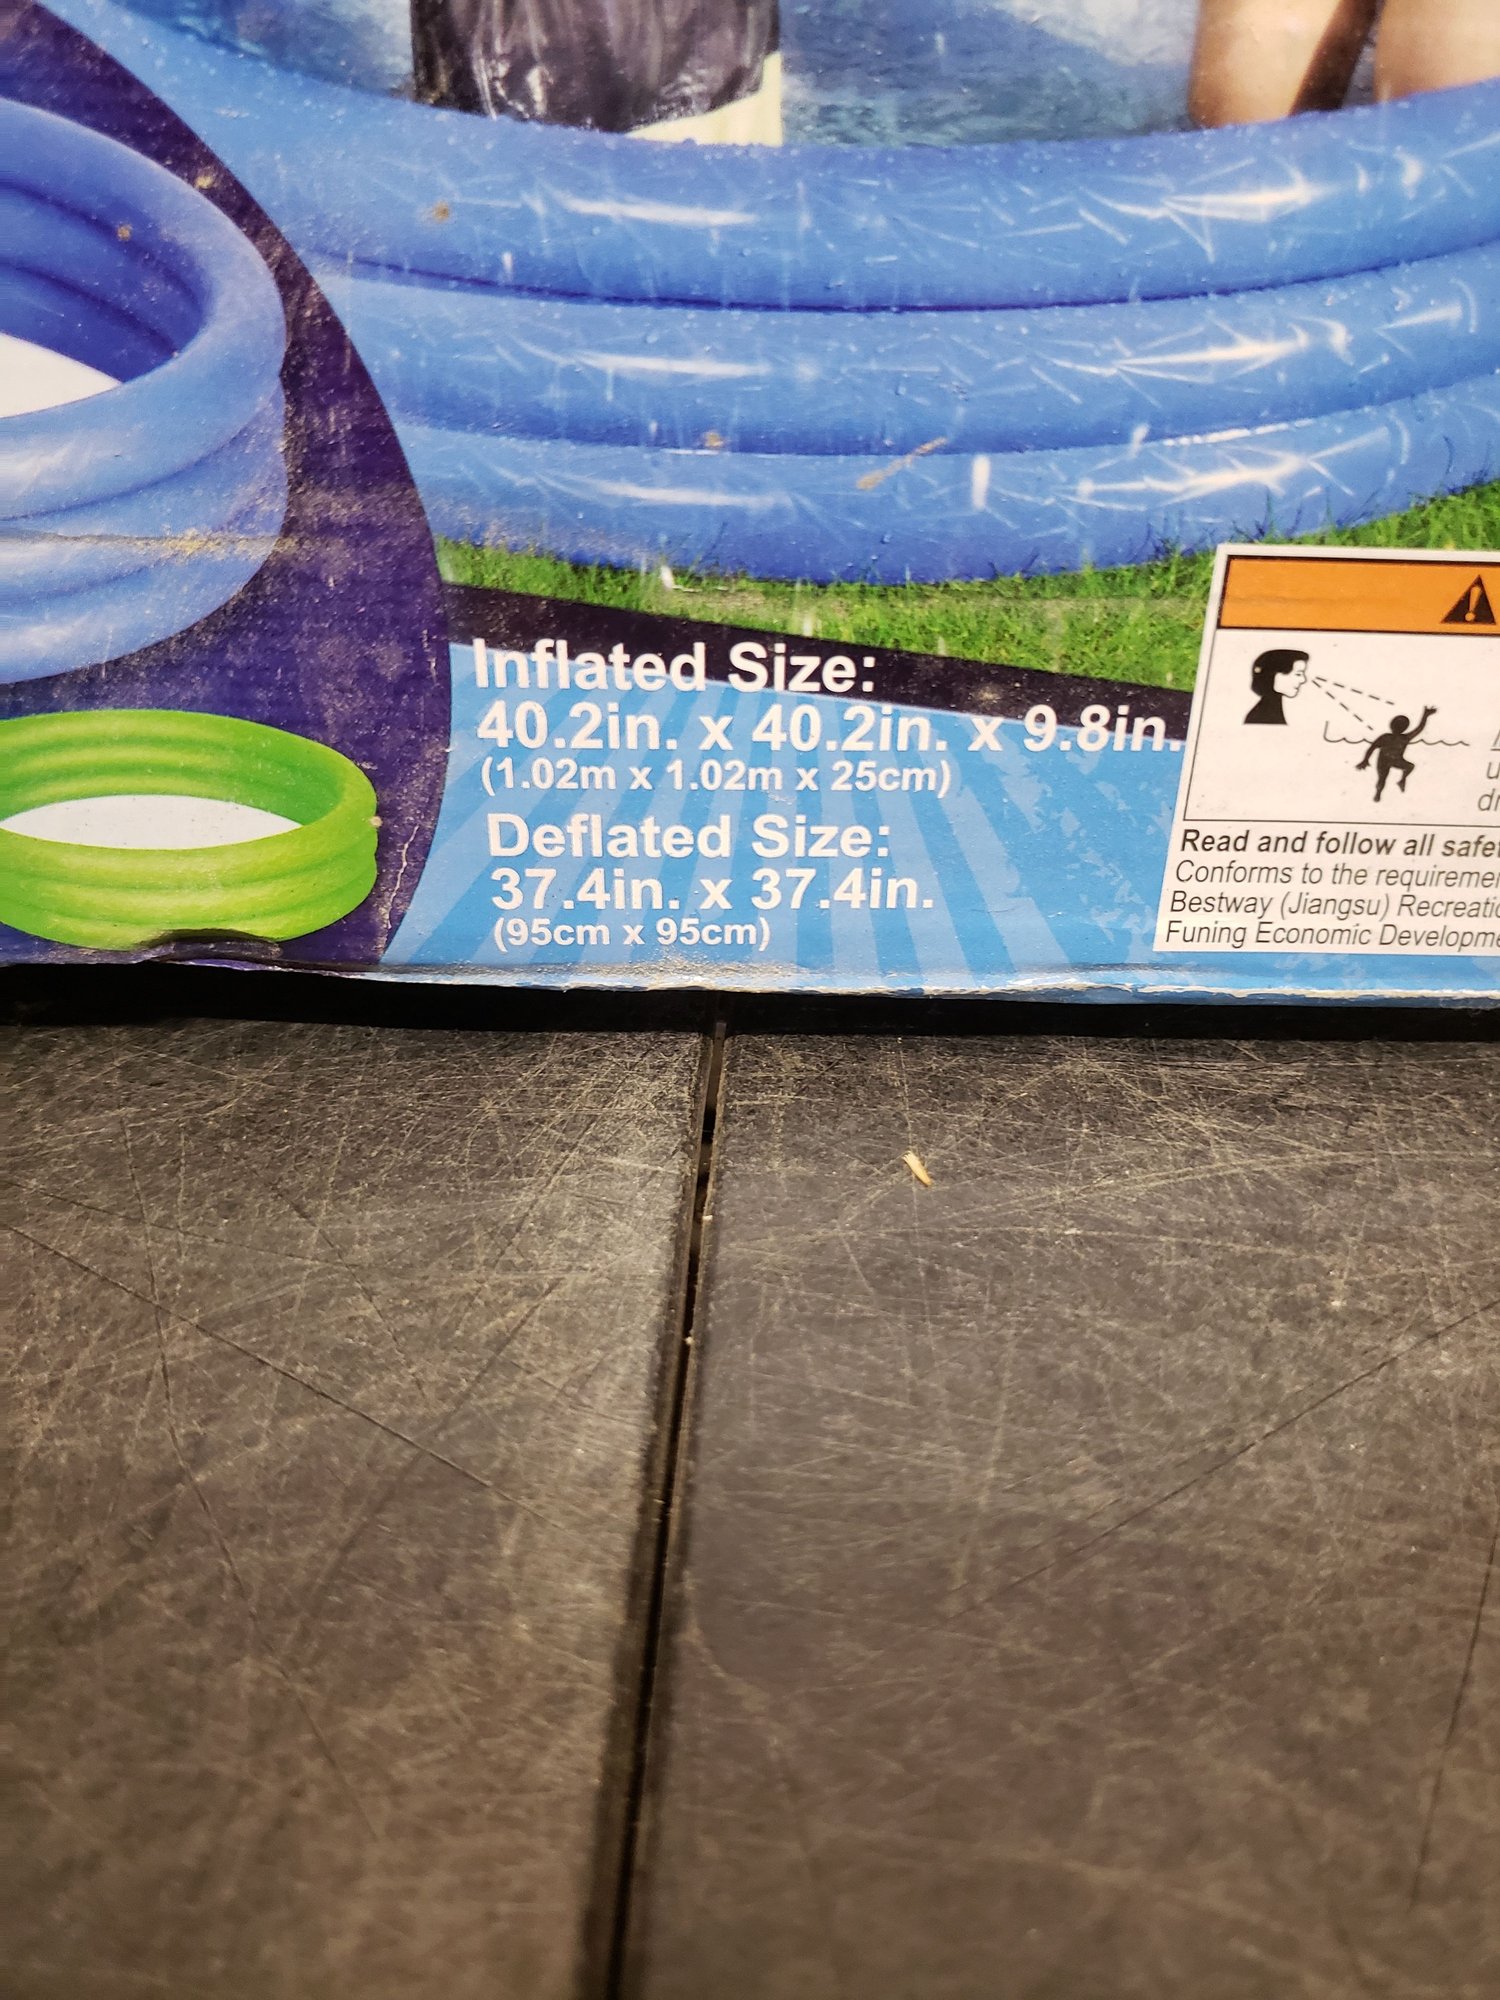 Inflated Size:
40.2in. x 40.2in. x 9.8in.
(1.02m x 1.02m x 25cm)
Deflated Size:
37.4in. x 37.4in.
(95cm x 95cm)
Read and follow all
Conforms to the
Bestway (Jiangsu)
Funing Economic